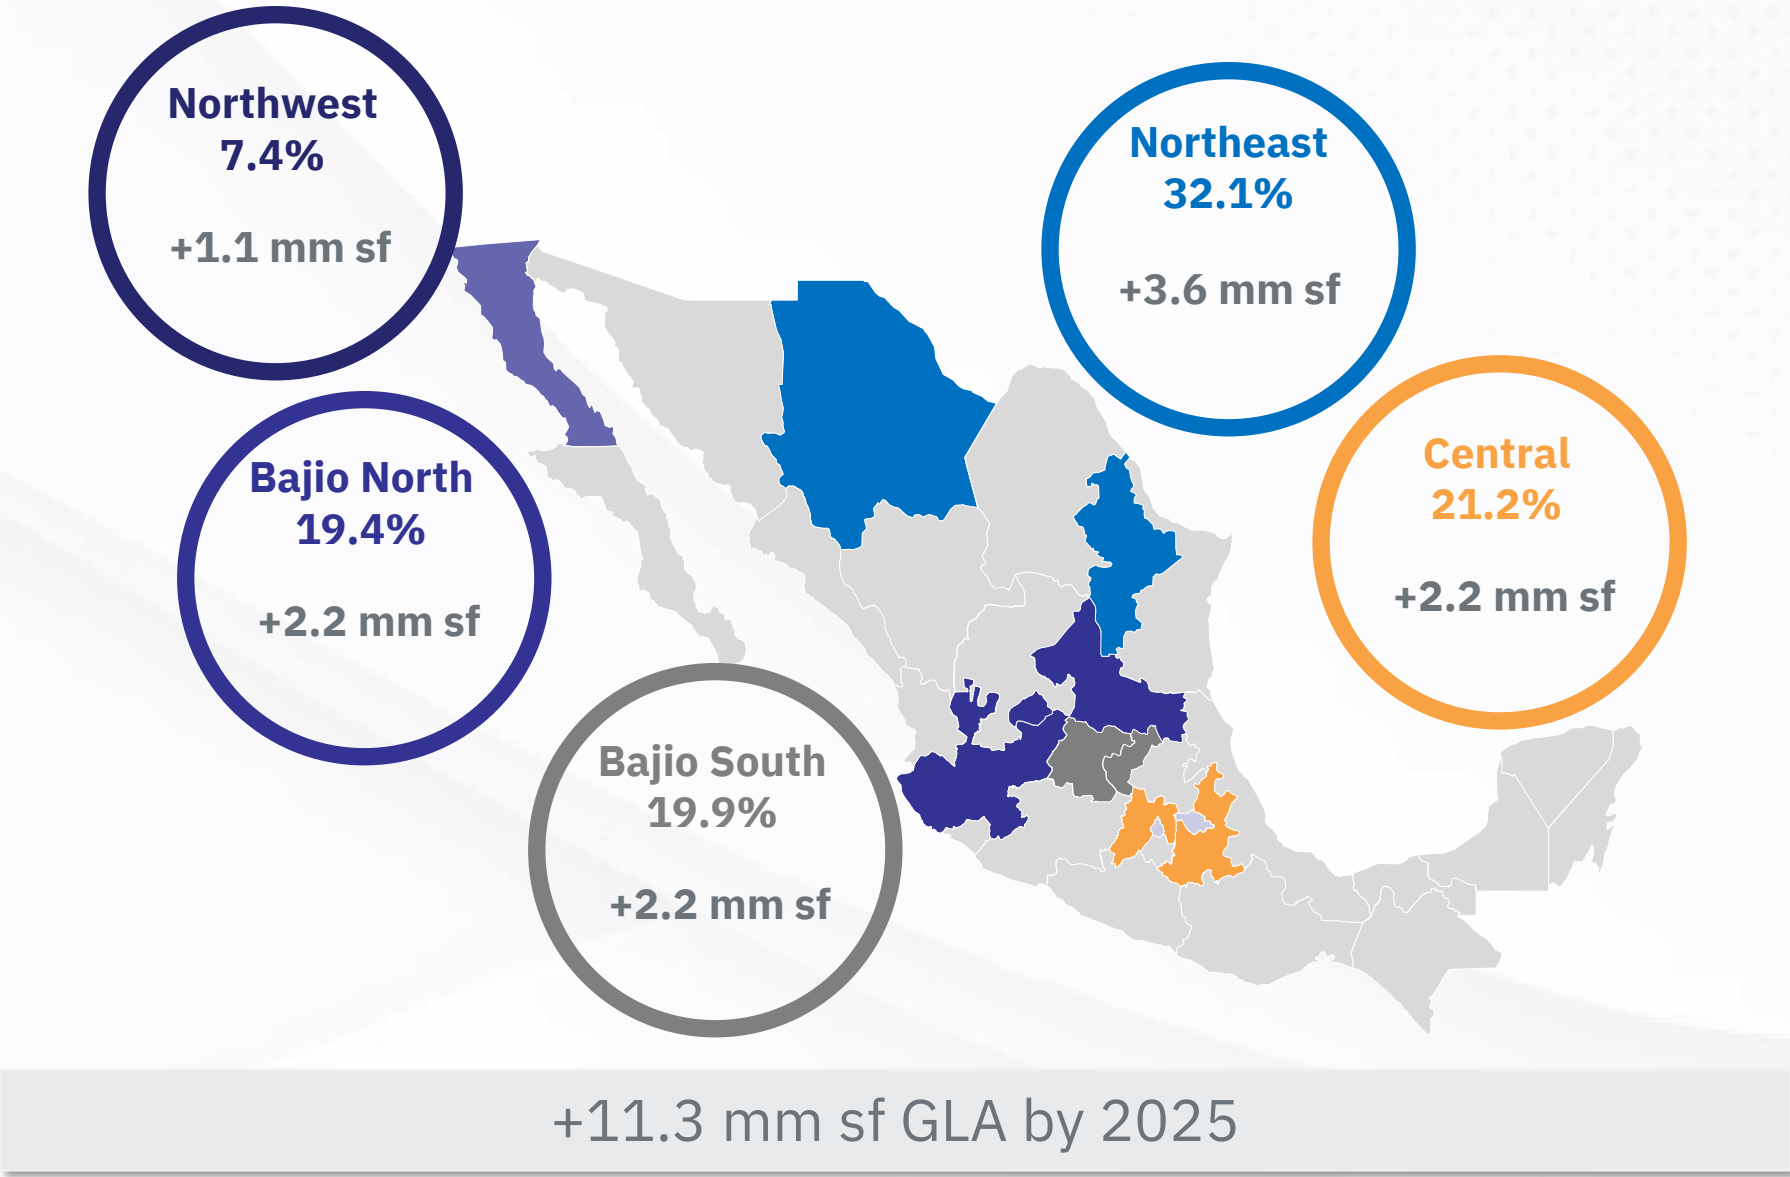 Northwest
7.4%
+1.1 mm sf
Northeast
32.1%
+3.6 mm sf
Bajio North
19.4%
+2.2 mm sf
Central
21.2%
+2.2 mm sf
Bajio South
19.9%
+2.2 mm sf
+11.3 mm sf GLA by 2025